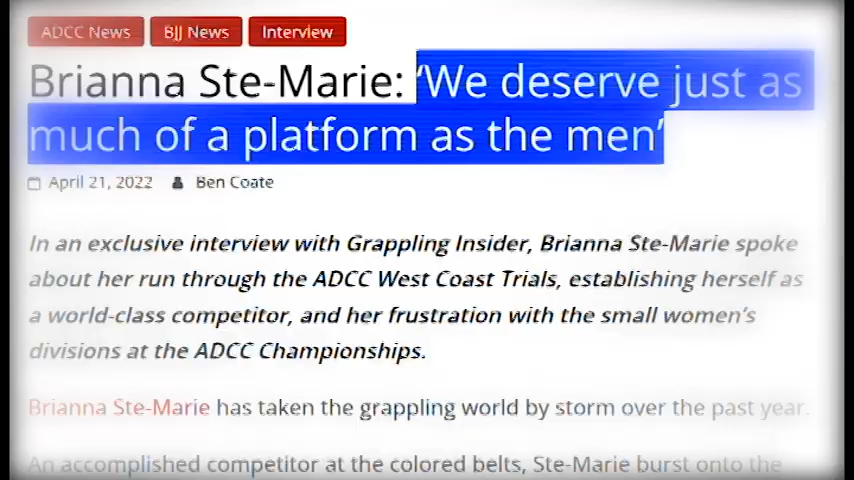 ADCC News BJJ News Interview
Brianna Ste-Marie: ‘We deserve just as
much of a platform as the men’
April 21, 2022 Ben Coate
In an exclusive interview with Grappling Insider, Brianna Ste-Marie spoke
about her run through the ADCC West Coast Trials, establishing herself as
a world-class competitor, and her frustration with the small women’s
divisions at the ADCC Championships.
Brianna Ste-Marie has taken the grappling world by storm over the past year.
An accomplished competitor at the colored belts, Ste-Marie burst onto the